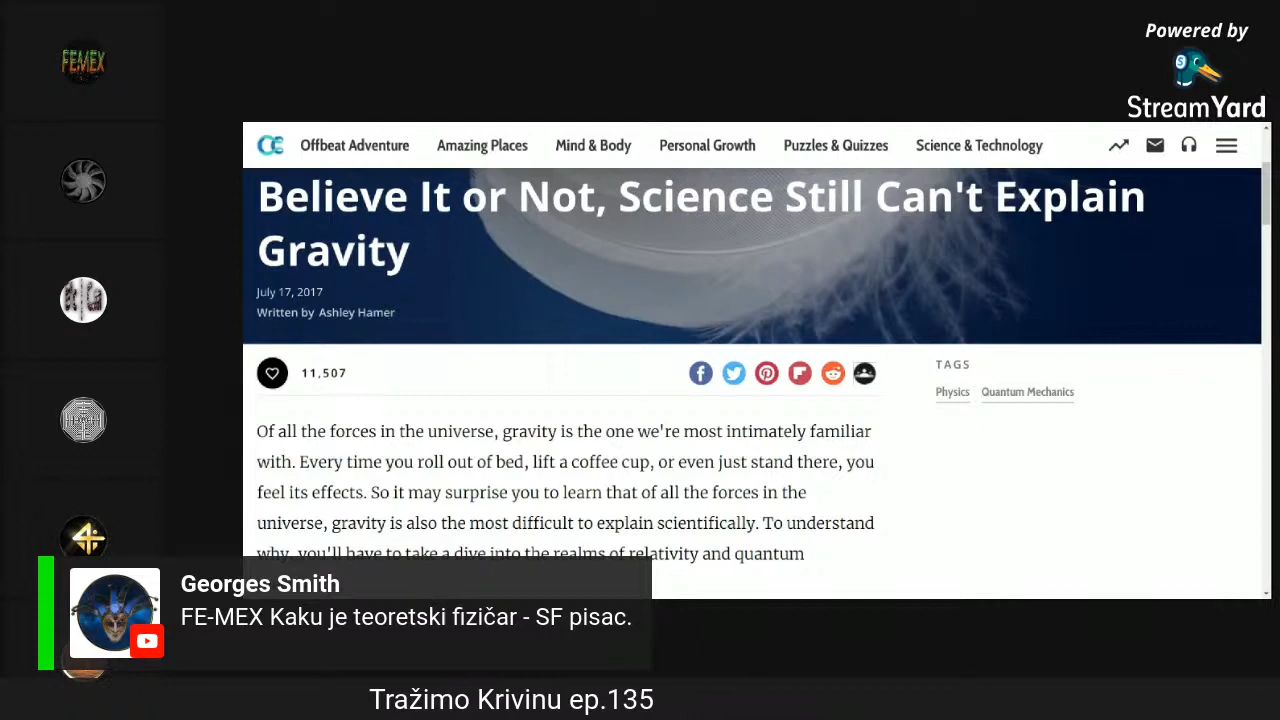 FEMEX
Powered by
StreamYard
Offbeat Adventure Amazing Places Mind & Body Personal Growth Puzzles & Quizzes Science & Technology
Believe It or Not, Science Still Can't Explain
Gravity
July 17, 2017
Written by Ashley Hamer
11,507
TAGS
Physics Quantum Mechanics
Of all the forces in the universe, gravity is the one we're most intimately familiar
with. Every time you roll out of bed, lift a coffee cup, or even just stand there, you
feel its effects. So it may surprise you to learn that of all the forces in the
universe, gravity is also the most difficult to explain scientifically. To understand
why, you'll have to take a dive into the realms of relativity and quantum
Georges Smith
FE-MEX Kaku je teoretski fizičar - SF pisac.
Tražimo Krivinu ep.135